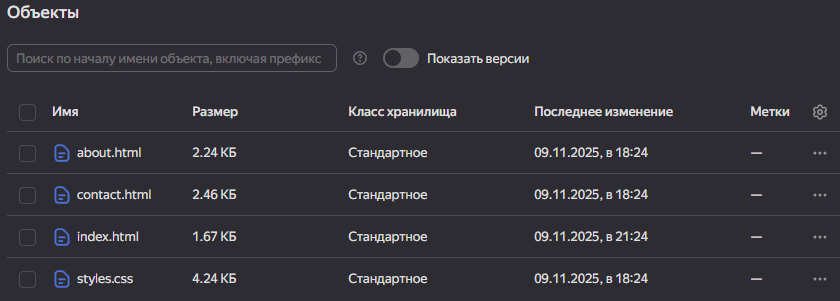 Объекты
Поиск по началу имени объекта, включая префикс
Показать версии
Имя Размер Класс хранилища Последнее изменение Метки
about.html 2.24 КБ Стандартное 09.11.2025, в 18:24 —
contact.html 2.46 КБ Стандартное 09.11.2025, в 18:24 —
index.html 1.67 КБ Стандартное 09.11.2025, в 21:24 —
styles.css 4.24 КБ Стандартное 09.11.2025, в 18:24 —